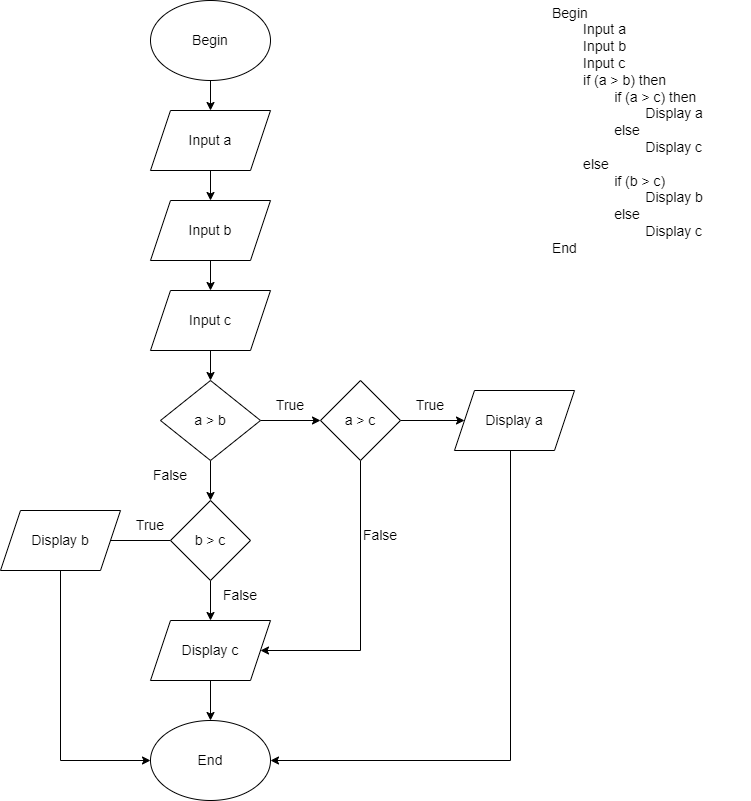 Begin
Input a
Input b
Input c
a > b
True
a > c
True
Display a
False
False
Display b
True
b > c
False
Display c
End
Begin
Input a
Input b
Input c
if (a > b) then
if (a > c) then
Display a
else
Display c
else
if (b > c)
Display b
else
Display c
End